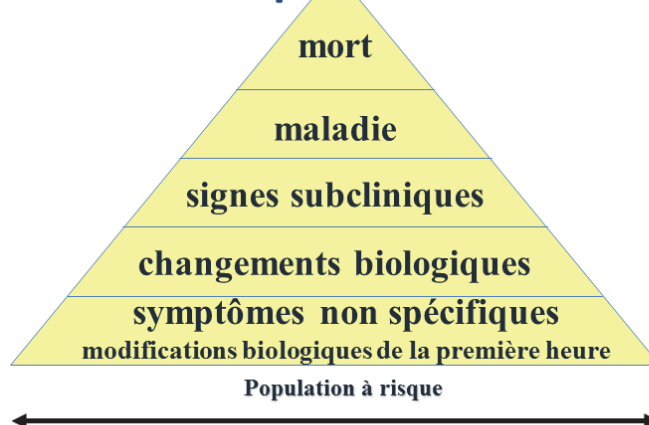 mort
maladie
signes subcliniques
changements biologiques
symptômes non spécifiques
modifications biologiques de la première heure
Population à risque